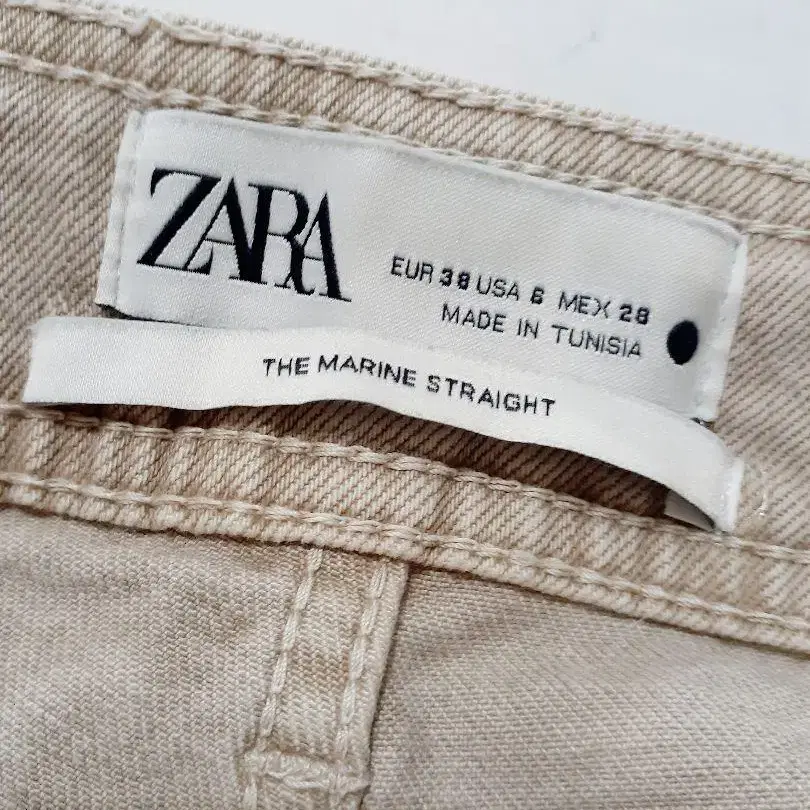 ZARA
EUR 38 USA 6 MEX 28
MADE IN TUNISIA
THE MARINE STRAIGHT